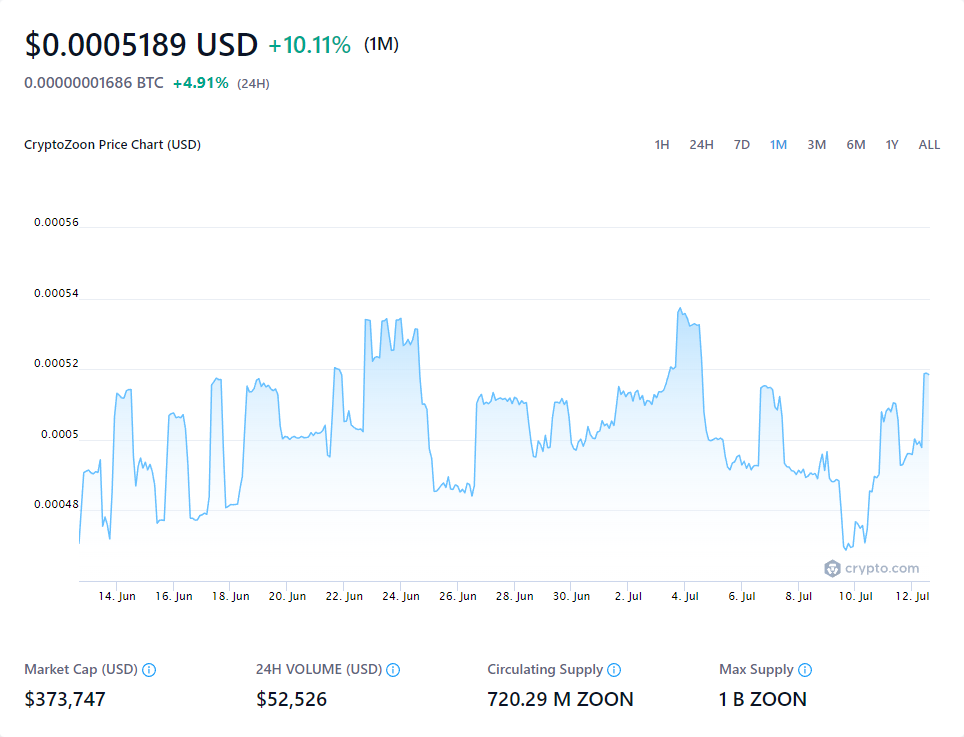 $0.0005189 USD +10.11% (1M)
0.00000001686 BTC +4.91% (24H)
CryptoZoon Price Chart (USD) 1H 24H 7D 1M 3M 6M 1Y ALL
0.00056
0.00054
0.00052
0.0005
0.00048
crypto.com
14. Jun 16. Jun 18. Jun 20. Jun 22. Jun 24. Jun 26. Jun 28. Jun 30. Jun 2. Jul 4. Jul 6. Jul 8. Jul 10. Jul 12. Jul
Market Cap (USD) 24H VOLUME (USD) Circulating Supply Max Supply
$373,747 $52,526 720.29 M ZOON 1 B ZOON